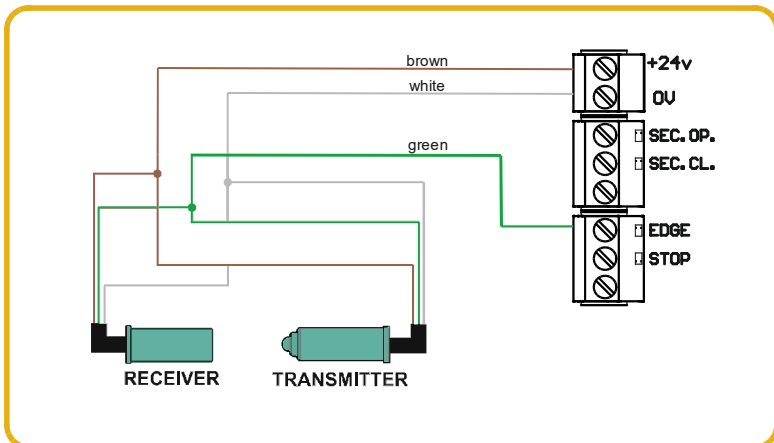 brown
+24v
white
0V
SEC. OP.
green
SEC. CL.
EDGE
STOP
RECEIVER
TRANSMITTER